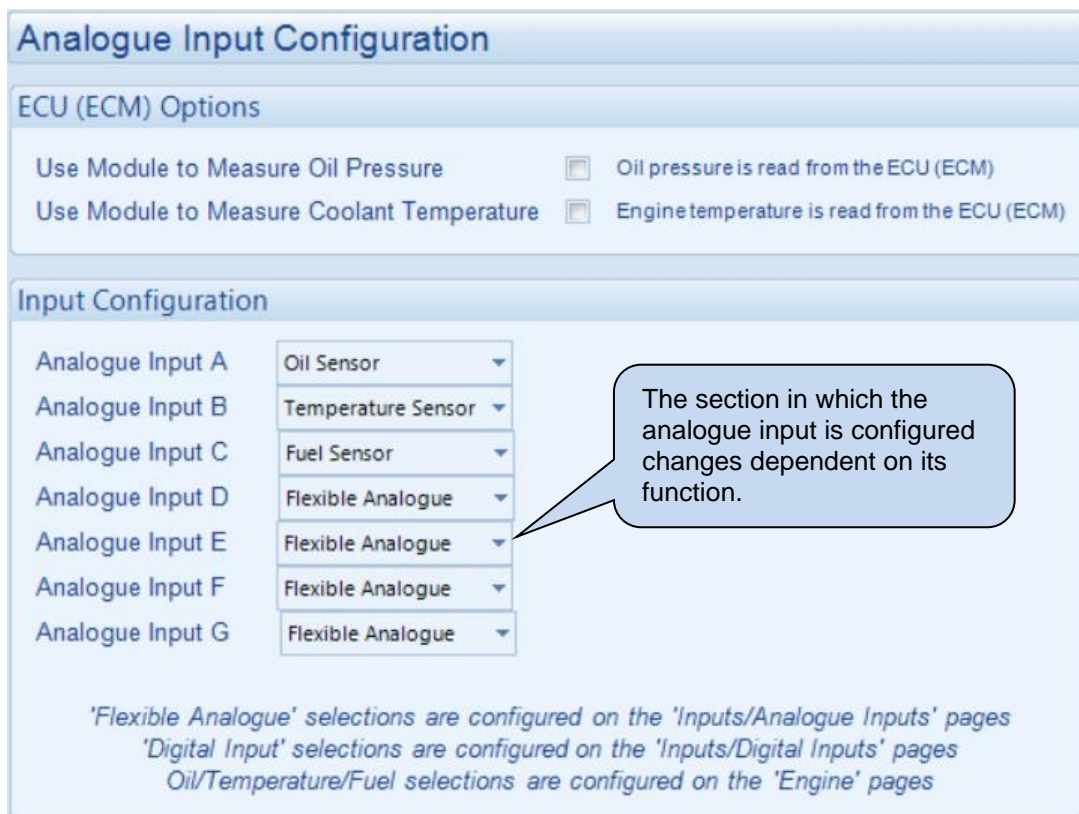 Analogue Input Configuration
ECU (ECM) Options
Use Module to Measure Oil Pressure Oil pressure is read from the ECU (ECM)
Use Module to Measure Coolant Temperature Engine temperature is read from the ECU (ECM)
Input Configuration
Analogue Input A Oil Sensor
Analogue Input B Temperature Sensor
Analogue Input C Fuel Sensor
Analogue Input D Flexible Analogue
Analogue Input E Flexible Analogue
Analogue Input F Flexible Analogue
Analogue Input G Flexible Analogue
The section in which the
analogue input is configured
changes dependent on its
function.
'Flexible Analogue' selections are configured on the 'Inputs/Analogue Inputs' pages
'Digital Input' selections are configured on the 'Inputs/Digital Inputs' pages
Oil/Temperature/Fuel selections are configured on the 'Engine' pages